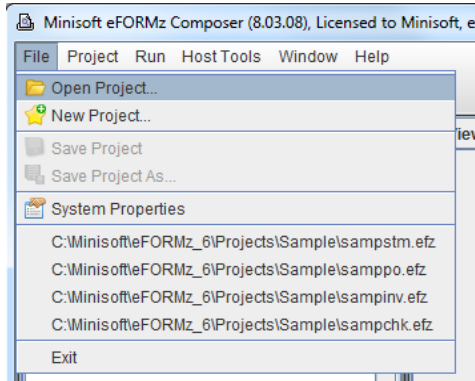 Minisoft eFORMz Composer (8.03.08), Licensed to Minisoft, e
File Project Run Host Tools Window Help
Open Project...
New Project...
Save Project
Save Project As...
System Properties
C:\Minisoft\eFORMz_6\Projects\Sample\sampstm.efz
C:\Minisoft\eFORMz_6\Projects\Sample\samppo.efz
C:\Minisoft\eFORMz_6\Projects\Sample\sampinv.efz
C:\Minisoft\eFORMz_6\Projects\Sample\sampchk.efz
Exit